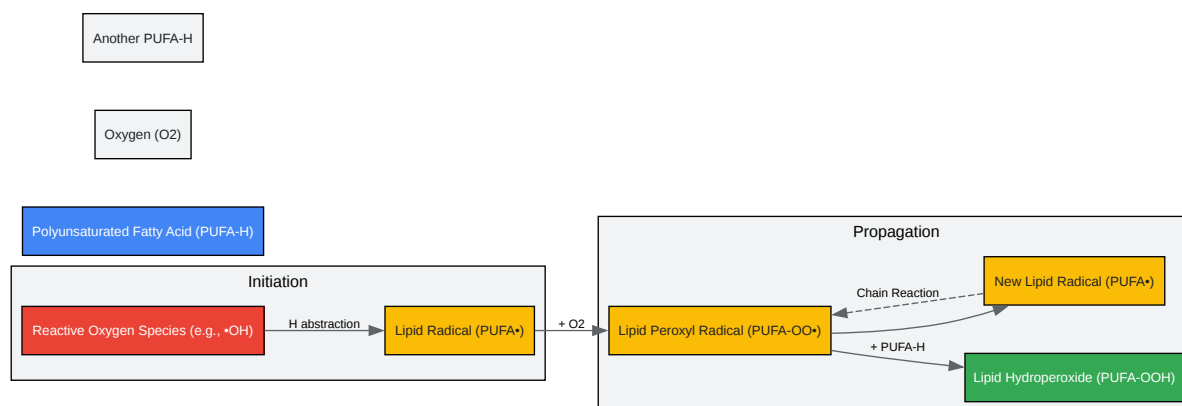 Another PUFA-H
Oxygen (O2)
Polyunsaturated Fatty Acid (PUFA-H)
Initiation
Reactive Oxygen Species (e.g., •OH)
H abstraction
Lipid Radical (PUFA•)
+ O2
Propagation
Lipid Peroxyl Radical (PUFA-OO•)
Chain Reaction
New Lipid Radical (PUFA•)
+ PUFA-H
Lipid Hydroperoxide (PUFA-OOH)